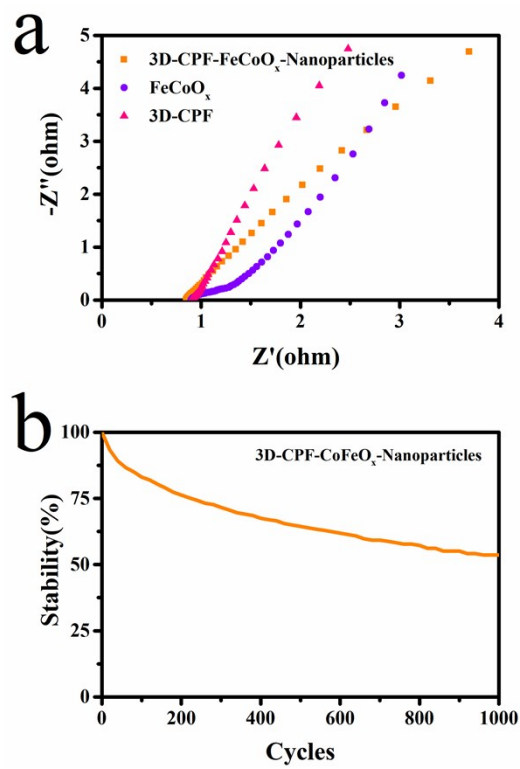 a
5
4
3
2
1
0
-Z''(ohm)
3D-CPF-FeCoOx-Nanoparticles
FeCoOx
3D-CPF
0
1
2
3
4
Z'(ohm)
b
100
75
50
25
0
Stability(%)
3D-CPF-CoFeOx-Nanoparticles
0
200
400
600
800
1000
Cycles